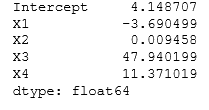 Intercept 4.148707
X1 -3.690499
X2 0.009458
X3 47.940199
X4 11.371019
dtype: float64